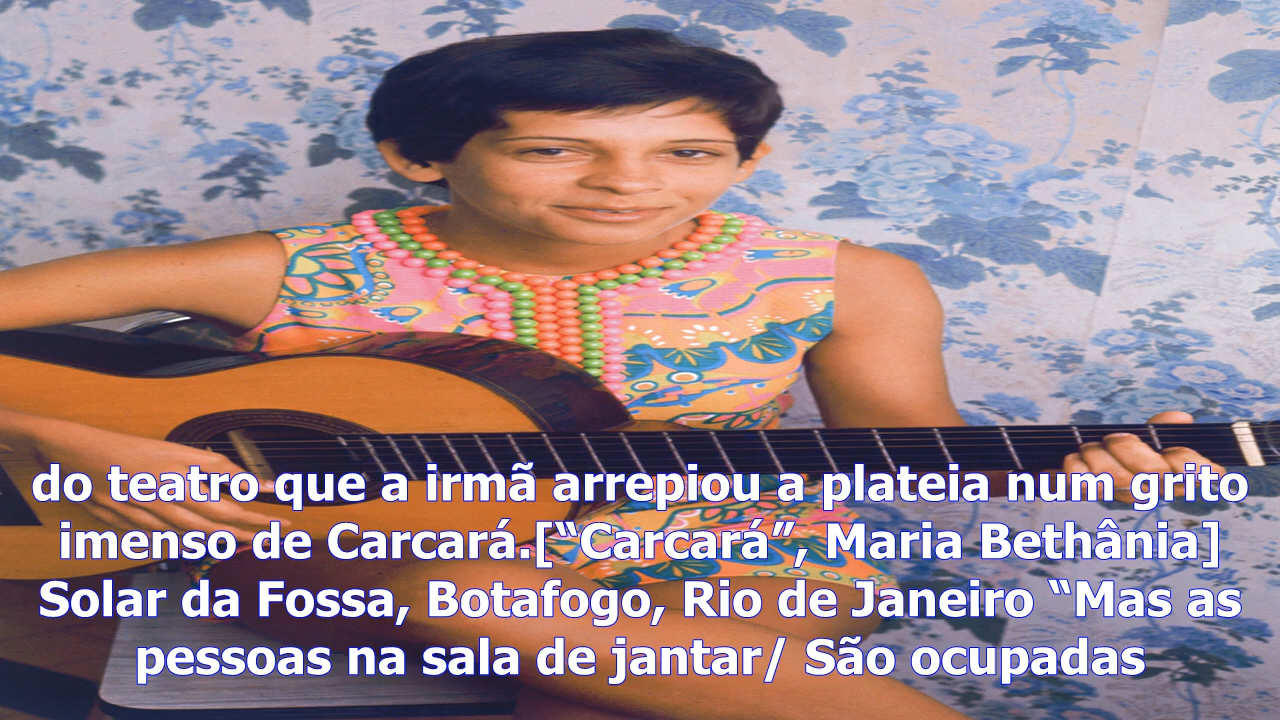 do teatro que a irmã arrepiou a plateia num grito
imenso de Carcará.[“Carcará”, Maria Bethânia]
Solar da Fossa, Botafogo, Rio de Janeiro “Mas as
pessoas na sala de jantar/ São ocupadas